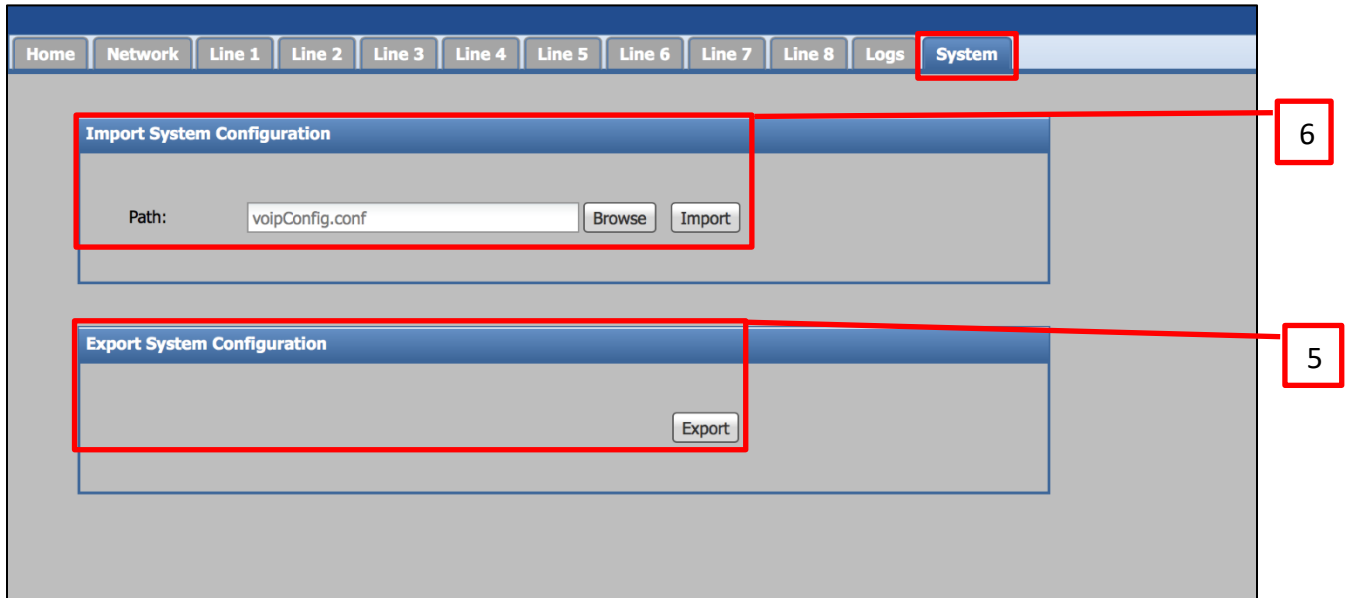 Home Network Line 1 Line 2 Line 3 Line 4 Line 5 Line 6 Line 7 Line 8 Logs System
Import System Configuration
6
Path: voipConfig.conf Browse Import
Export System Configuration
5
Export